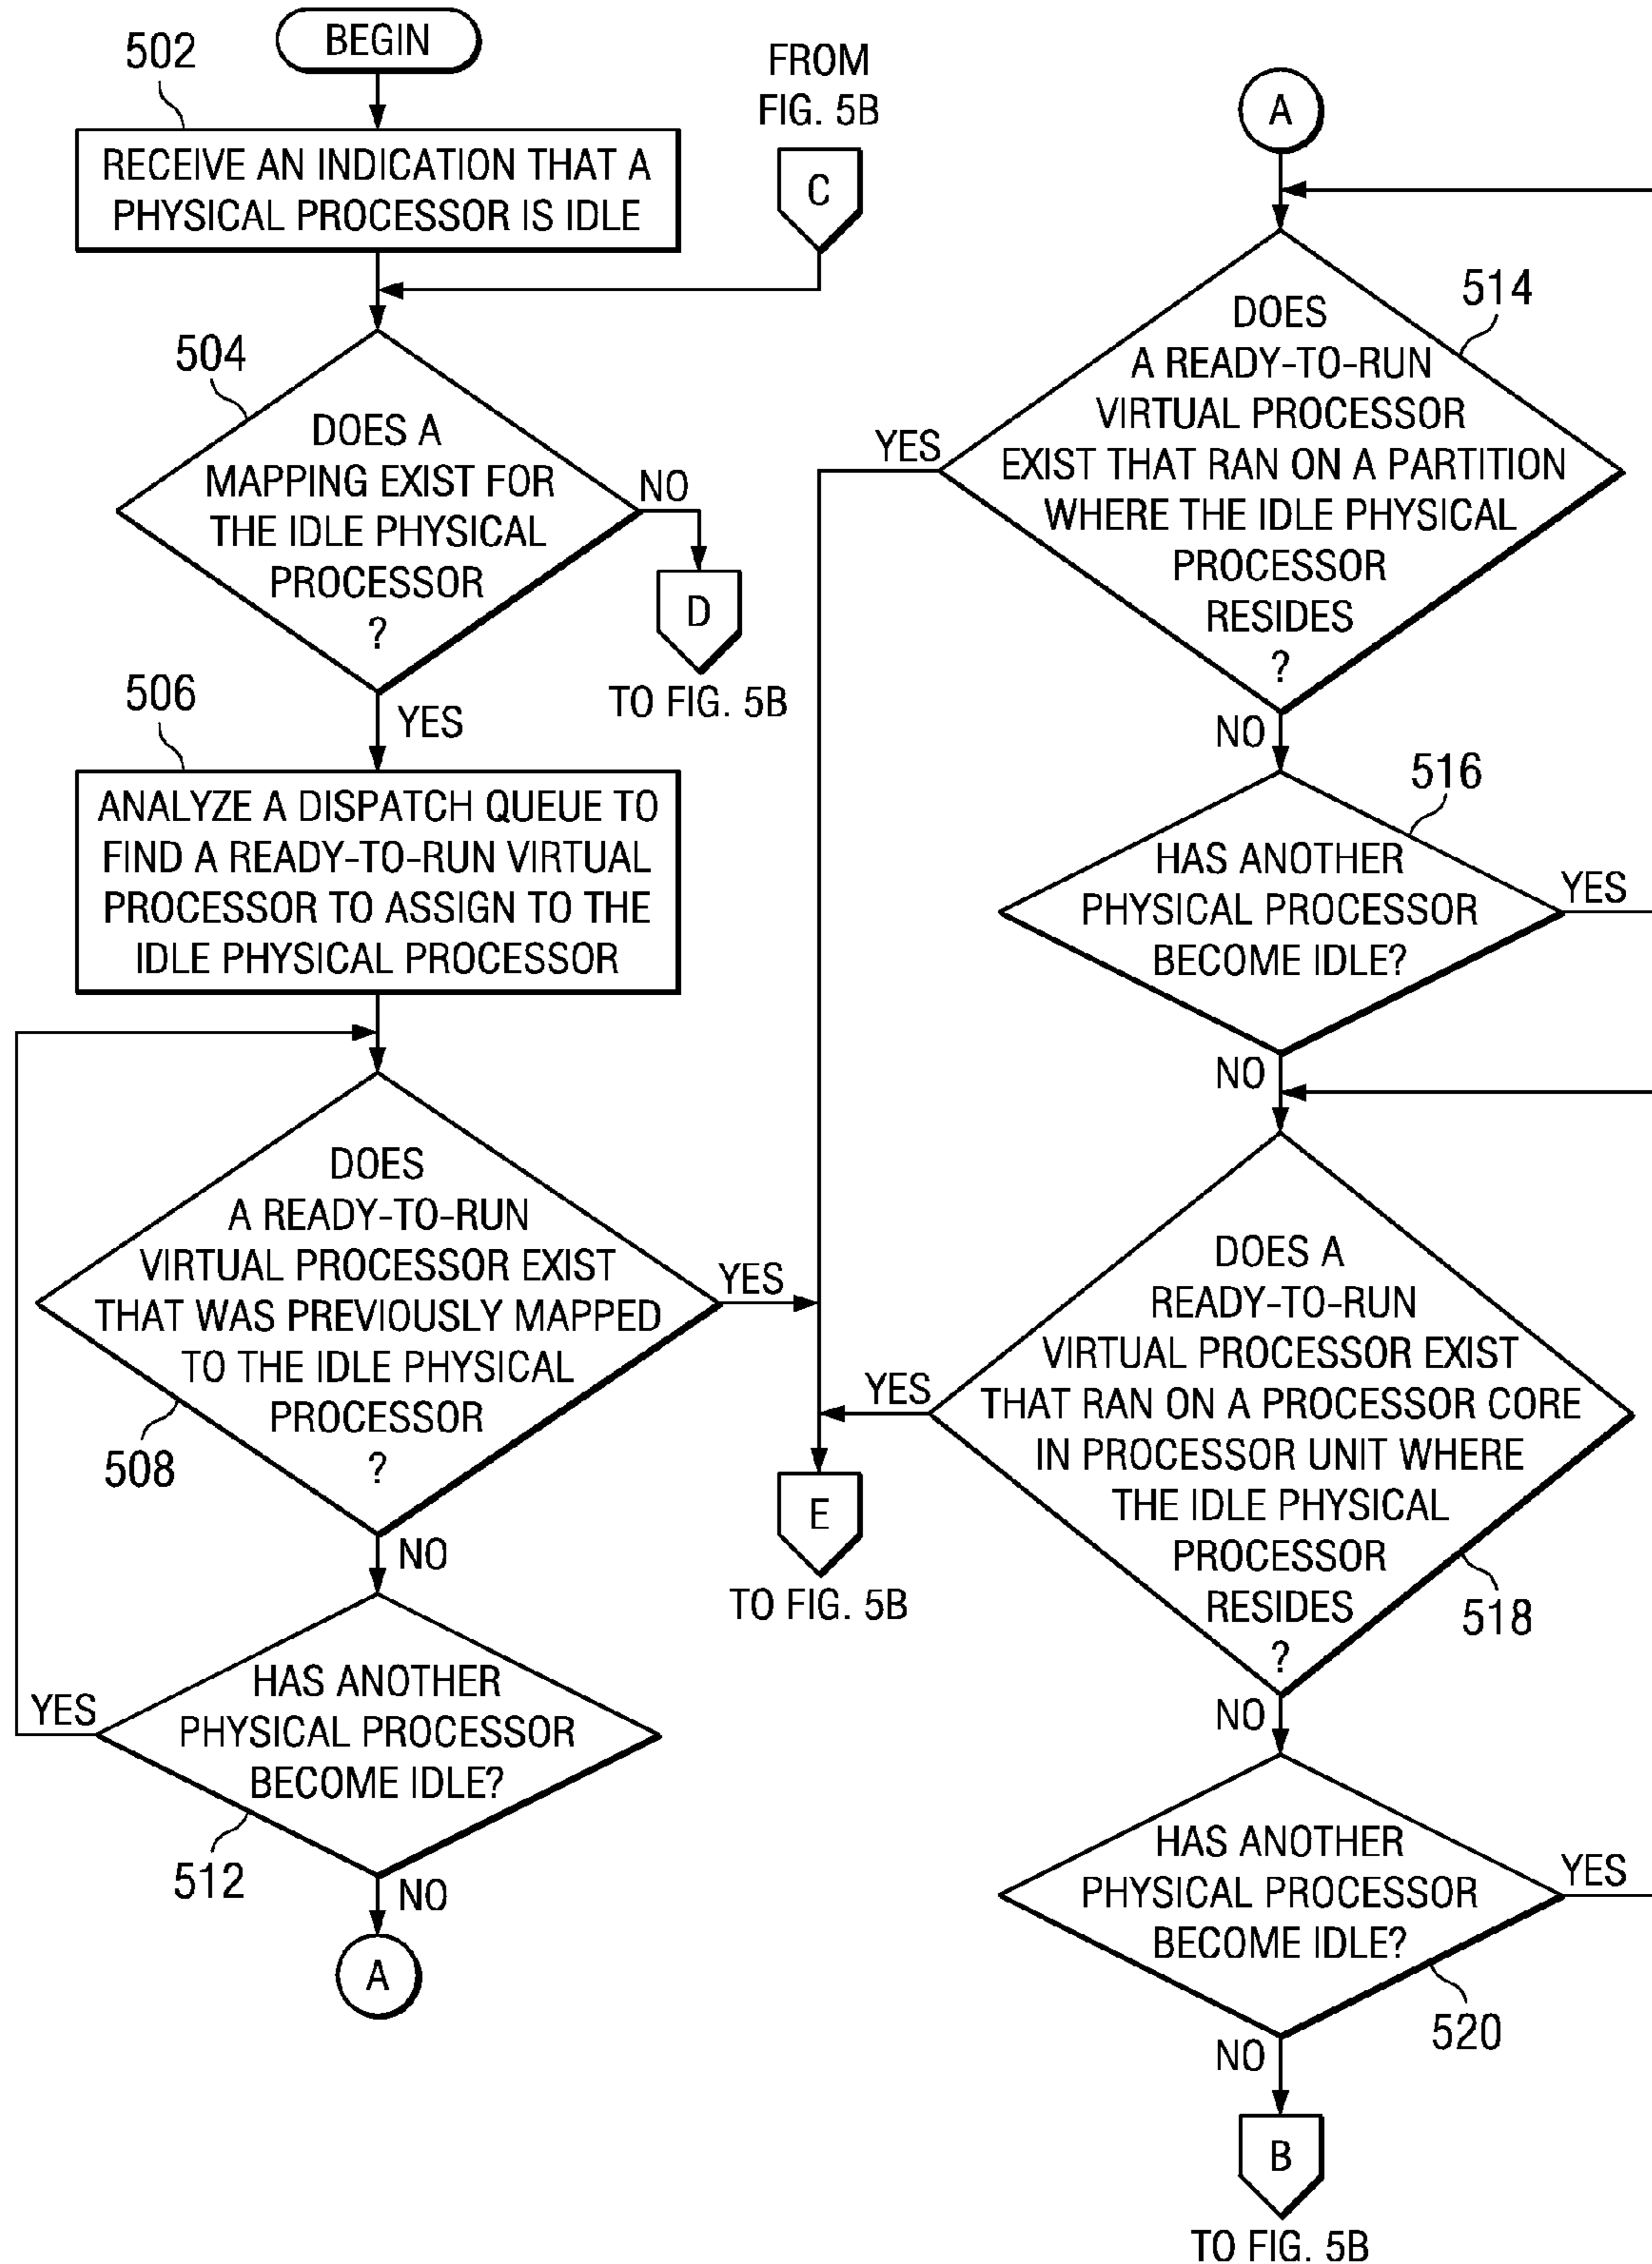 BEGIN
502
RECEIVE AN INDICATION THAT A
PHYSICAL PROCESSOR IS IDLE
FROM
FIG. 5B
C
504
DOES A
MAPPING EXIST FOR
THE IDLE PHYSICAL
PROCESSOR
?
NO
D
TO FIG. 5B
YES
506
ANALYZE A DISPATCH QUEUE TO
FIND A READY-TO-RUN VIRTUAL
PROCESSOR TO ASSIGN TO THE
IDLE PHYSICAL PROCESSOR
DOES
A READY-TO-RUN
VIRTUAL PROCESSOR EXIST
THAT WAS PREVIOUSLY MAPPED
TO THE IDLE PHYSICAL
PROCESSOR
?
508
YES
NO
HAS ANOTHER
PHYSICAL PROCESSOR
BECOME IDLE?
YES
512
NO
A
A
514
DOES
A READY-TO-RUN
VIRTUAL PROCESSOR
EXIST THAT RAN ON A PARTITION
WHERE THE IDLE PHYSICAL
PROCESSOR
RESIDES
?
YES
NO
516
HAS ANOTHER
PHYSICAL PROCESSOR
BECOME IDLE?
YES
NO
DOES A
READY-TO-RUN
VIRTUAL PROCESSOR EXIST
THAT RAN ON A PROCESSOR CORE
IN PROCESSOR UNIT WHERE
THE IDLE PHYSICAL
PROCESSOR
RESIDES
?
518
YES
E
TO FIG. 5B
NO
HAS ANOTHER
PHYSICAL PROCESSOR
BECOME IDLE?
YES
520
NO
B
TO FIG. 5B